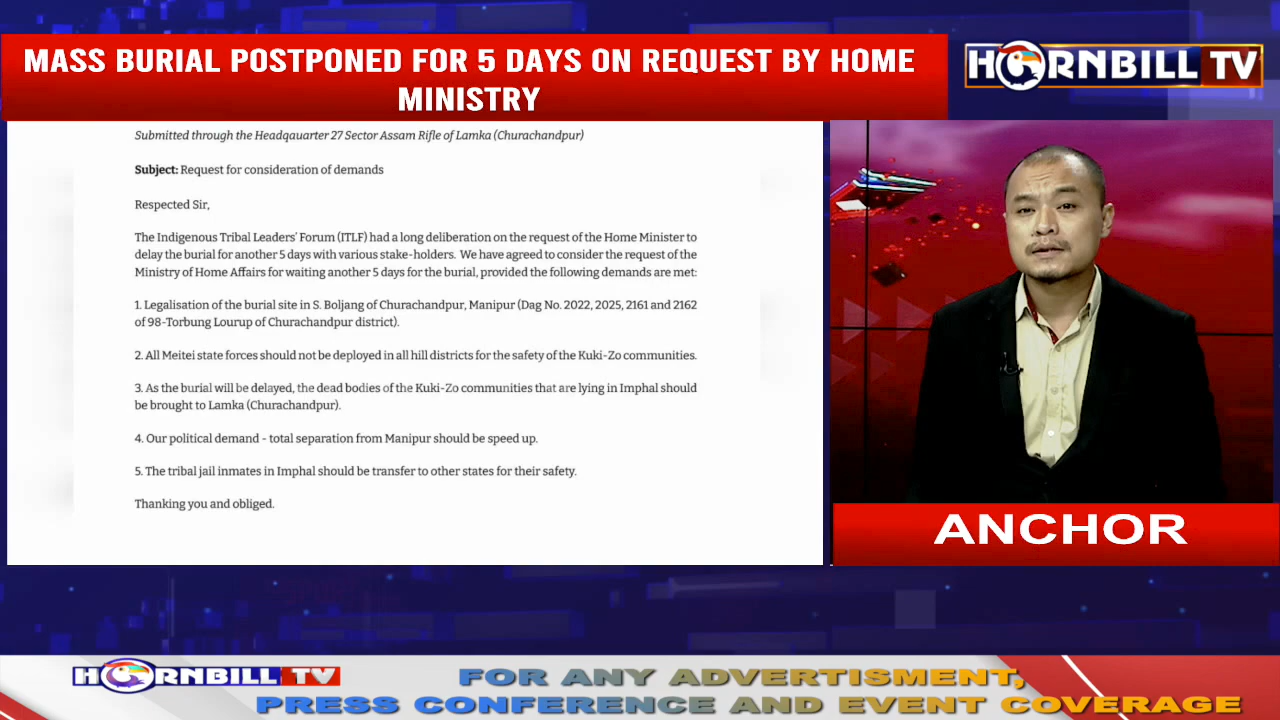 MASS BURIAL POSTPONED FOR 5 DAYS ON REQUEST BY HOME
MINISTRY
HORNBILL TV
Submitted through the Headqauarter 27 Sector Assam Rifle of Lamka (Churachandpur)
Subject: Request for consideration of demands
Respected Sir,
The Indigenous Tribal Leaders' Forum (ITLF) had a long deliberation on the request of the Home Minister to
delay the burial for another 5 days with various stake-holders. We have agreed to consider the request of the
Ministry of Home Affairs for waiting another 5 days for the burial, provided the following demands are met:
1. Legalisation of the burial site in S. Boljang of Churachandpur, Manipur (Dag No. 2022, 2025, 2161 and 2162
of 98-Torbung Lourup of Churachandpur district).
2. All Meitei state forces should not be deployed in all hill districts for the safety of the Kuki-Zo communities.
3. As the burial will be delayed, the dead bodies of the Kuki-Zo communities that are lying in Imphal should
be brought to Lamka (Churachandpur).
4. Our political demand - total separation from Manipur should be speed up.
5. The tribal jail inmates in Imphal should be transfer to other states for their safety.
Thanking you and obliged.
ANCHOR
HORNBILL TV
FOR ANY ADVERTISMENT,
PRESS CONFERENCE AND EVENT COVERAGE